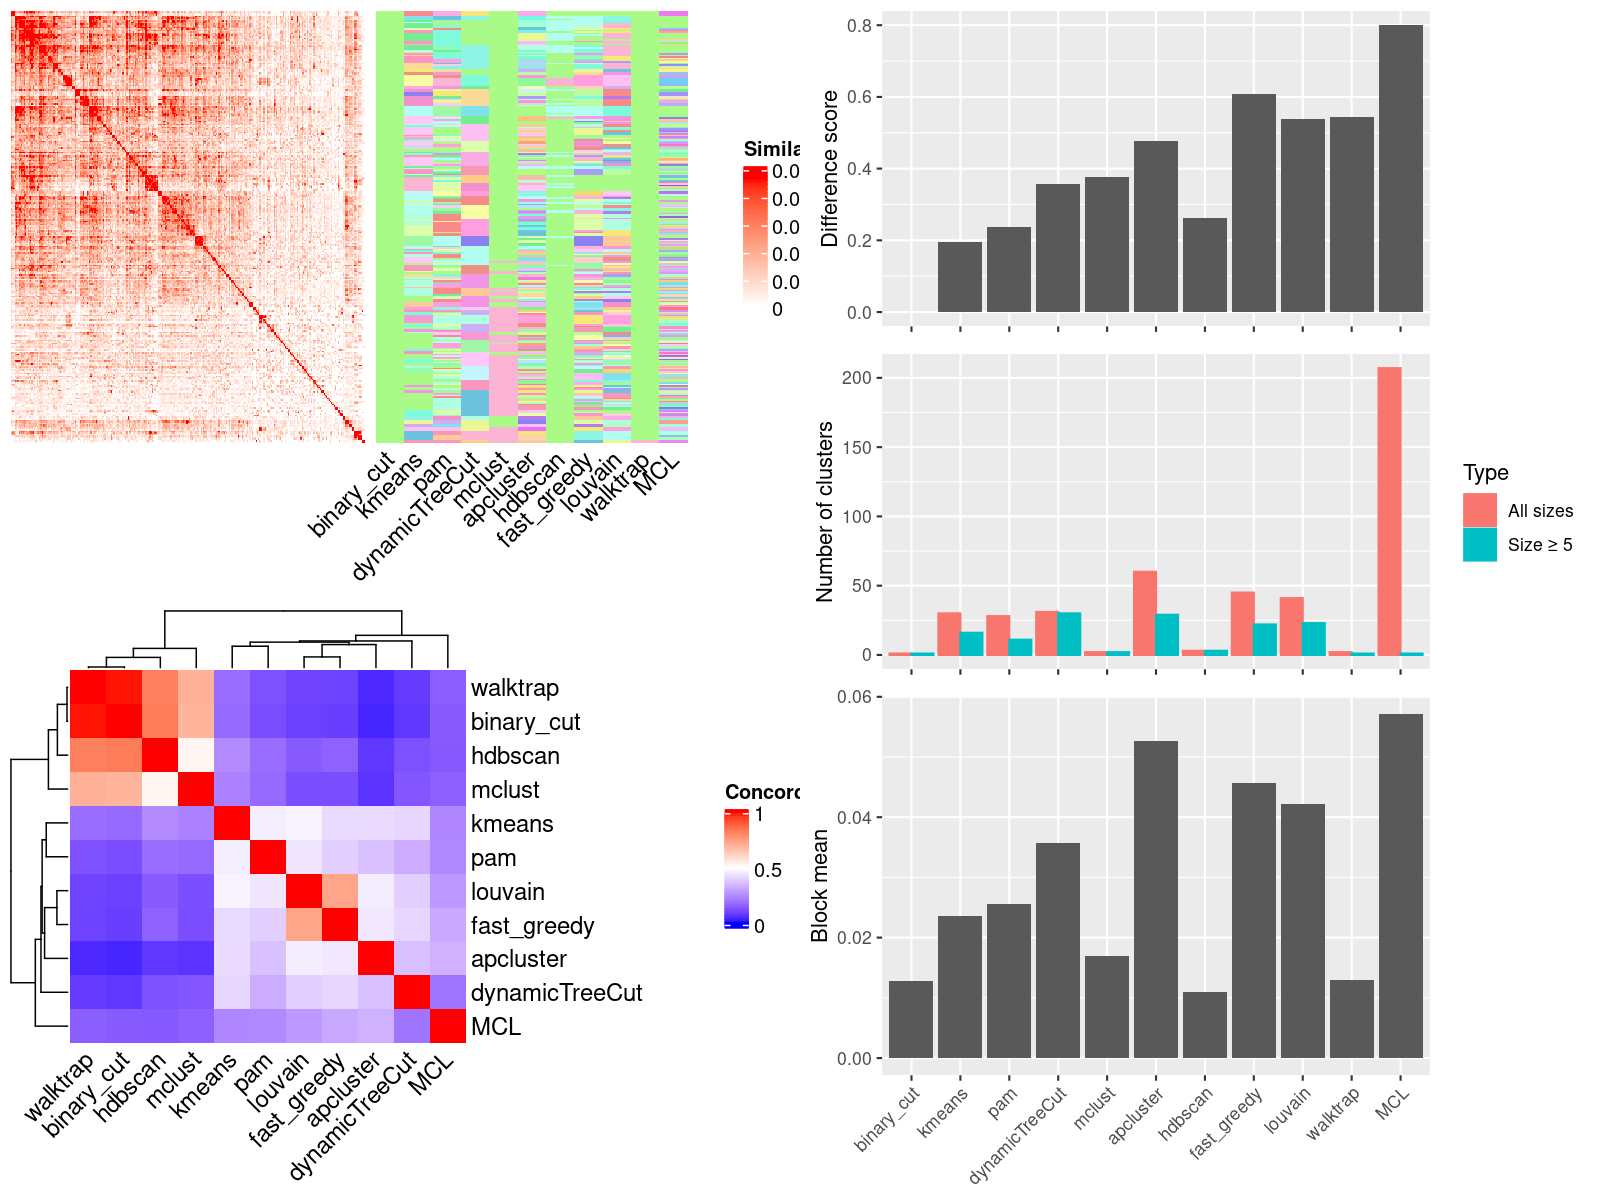 Simila
0.0
0.0
0.0
0.0
0.0
0
binary_cut
kmeans
pam
dynamicTreeCut
mclust
apcluster
hdbscan
fast_greedy
louvain
walktrap
MCL
walktrap
binary_cut
hdbscan
mclust
kmeans
pam
louvain
fast_greedy
apcluster
dynamicTreeCut
MCL
walktrap
binary_cut
hdbscan
mclust
kmeans
pam
louvain
fast_greedy
apcluster
dynamicTreeCut
MCL
Concord
1
0.5
0
Difference score
0.8
0.6
0.4
0.2
0.0
Number of clusters
200
150
100
50
0
Type
All sizes
Size ≥ 5
Block mean
0.06
0.04
0.02
0.00
binary_cut
kmeans
pam
dynamicTreeCut
mclust
apcluster
hdbscan
fast_greedy
louvain
walktrap
MCL